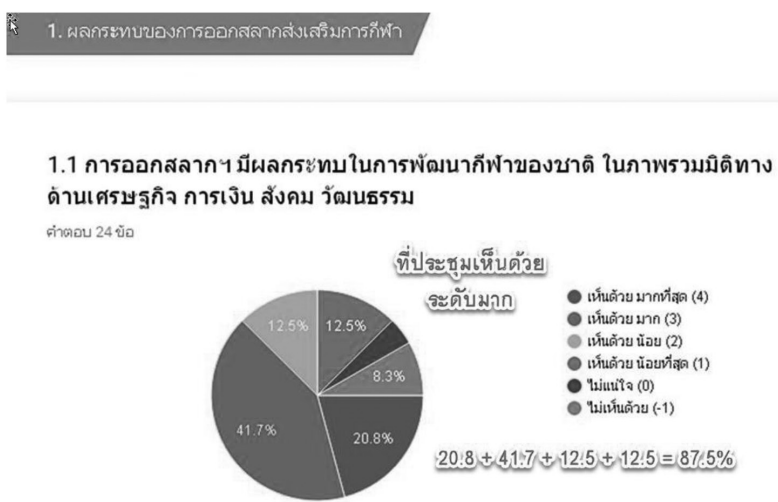 1. ผลกระทบของการออกสลากส่งเสริมการกีฬา
1.1 การออกสลากฯ มีผลกระทบในการพัฒนากีฬาของชาติ ในภาพรวมมิติทาง
ด้านเศรษฐกิจ การเงิน สังคม วัฒนธรรม
คำตอบ 24 ข้อ
ที่ประชุมเห็นด้วย
ระดับมาก
12.5%
12.5%
8.3%
41.7%
20.8%
เห็นด้วย มากที่สุด (4)
เห็นด้วย มาก (3)
เห็นด้วย น้อย (2)
เห็นด้วย น้อยที่สุด (1)
ไม่แน่ใจ (0)
ไม่เห็นด้วย (-1)
20.8 + 41.7 + 12.5 + 12.5 = 87.5%